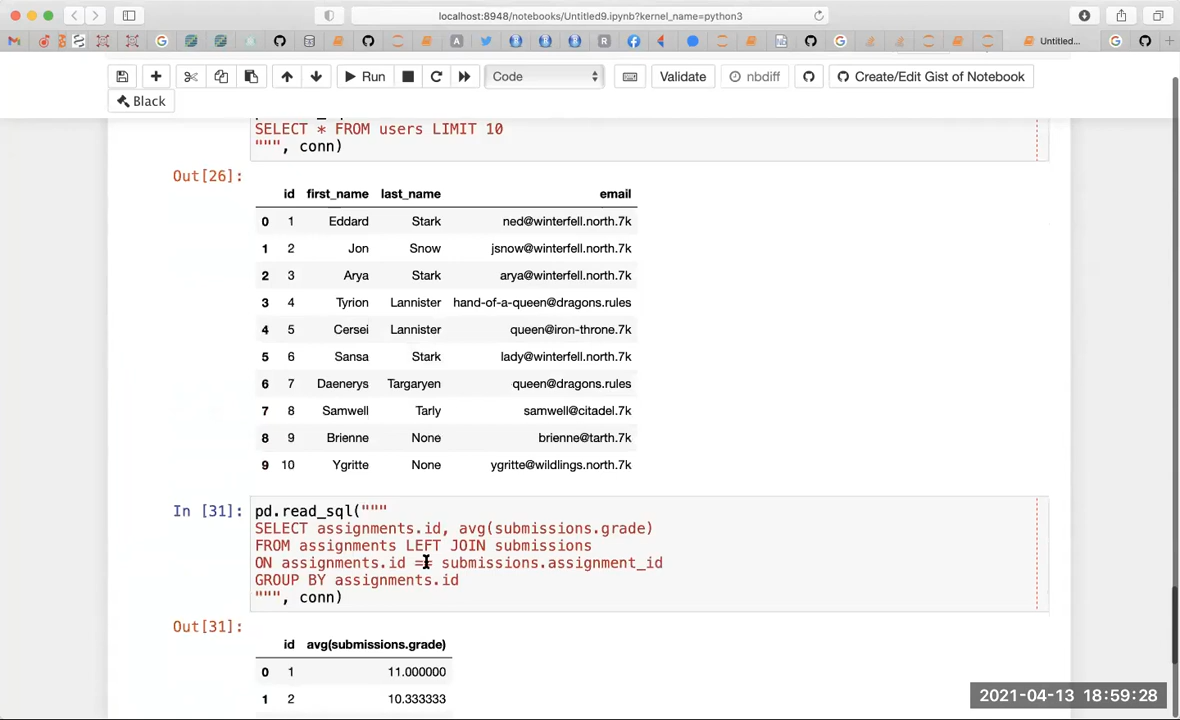 localhost:8948/notebooks/Untitled9.ipynb?kernel_name=python3
Untitled...
Run
Code
Validate
nbdiff
Create/Edit Gist of Notebook
Black
SELECT * FROM users LIMIT 10
""", conn)
Out[26]:
id first_name last_name email
0 1 Eddard Stark ned@winterfell.north.7k
1 2 Jon Snow jsnow@winterfell.north.7k
2 3 Arya Stark arya@winterfell.north.7k
3 4 Tyrion Lannister hand-of-a-queen@dragons.rules
4 5 Cersei Lannister queen@iron-throne.7k
5 6 Sansa Stark lady@winterfell.north.7k
6 7 Daenerys Targaryen queen@dragons.rules
7 8 Samwell Tarly samwell@citadel.7k
8 9 Brienne None brienne@tarth.7k
9 10 Ygritte None ygritte@wildlings.north.7k
In [31]: pd.read_sql("""
SELECT assignments.id, avg(submissions.grade)
FROM assignments LEFT JOIN submissions
ON assignments.id == submissions.assignment_id
GROUP BY assignments.id
""", conn)
Out[31]:
id avg(submissions.grade)
0 1 11.000000
1 2 10.333333
2021-04-13 18:59:28